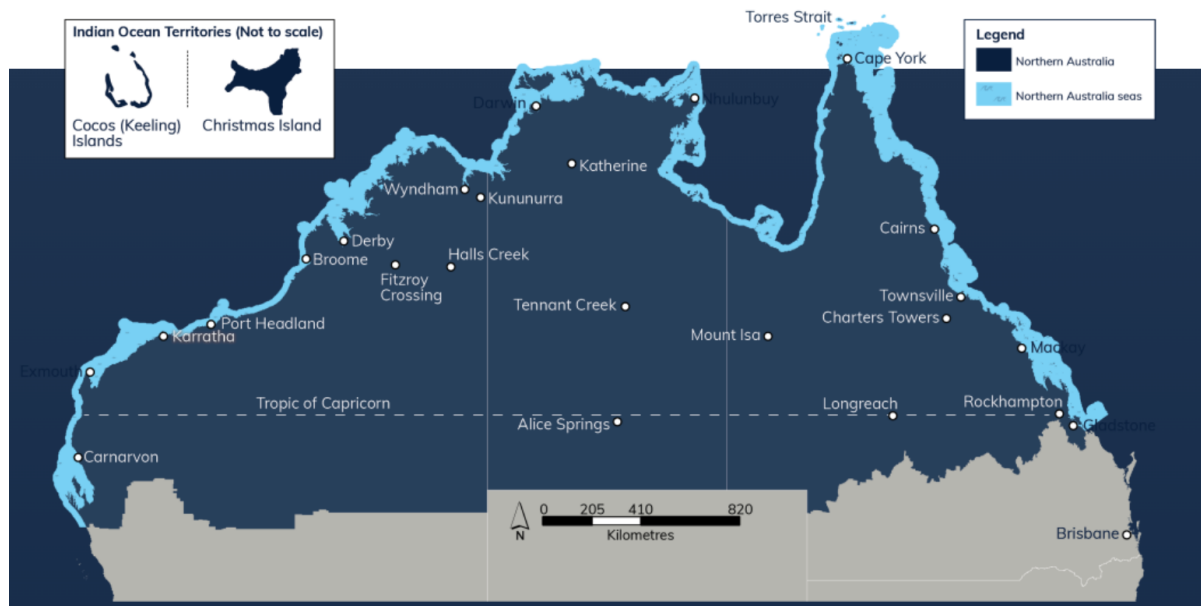 Indian Ocean Territories (Not to scale)
Cocos (Keeling)
Islands
Christmas Island
Torres Strait
Legend
Northern Australia
Northern Australia seas
Cape York
Darwin
Nhulunbuy
Katherine
Wyndham
Kununurra
Derby
Broome
Halls Creek
Fitzroy
Crossing
Cairns
Tennant Creek
Townsville
Charters Towers
Port Headland
Karratha
Mount Isa
Mackay
Exmouth
Tropic of Capricorn
Longreach
Rockhampton
Alice Springs
Gladstone
Carnarvon
0 205 410 820
Kilometres
N
Brisbane